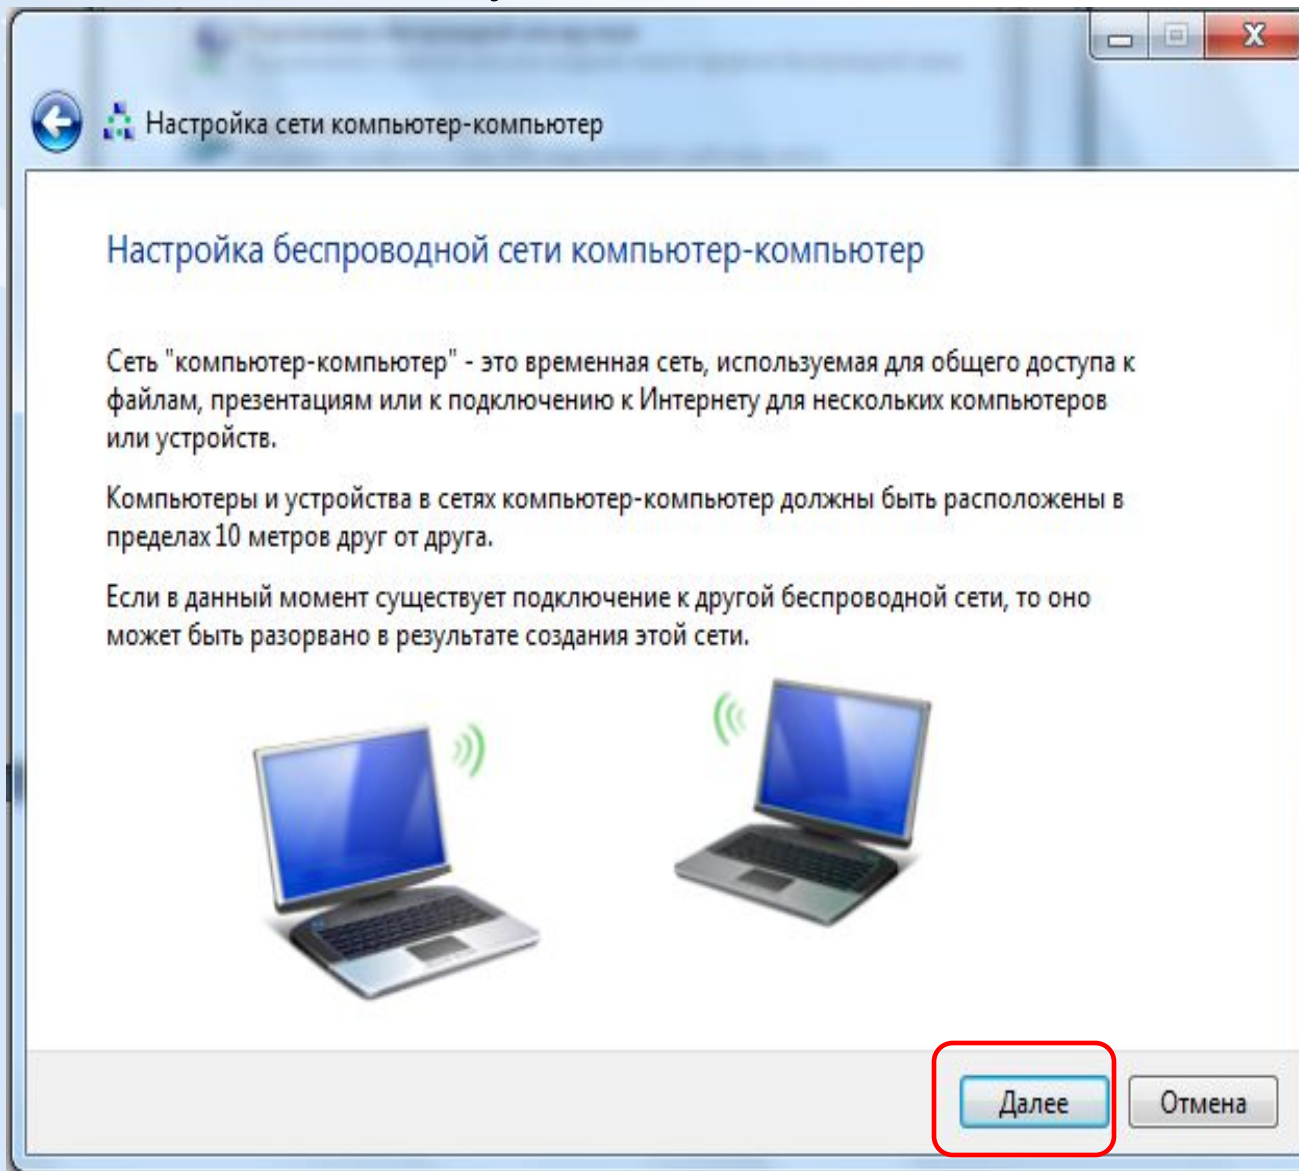 Настройка сети компьютер-компьютер
Настройка беспроводной сети компьютер-компьютер
Сеть "компьютер-компьютер" - это временная сеть, используемая для общего доступа к
файлам, презентациям или к подключению к Интернету для нескольких компьютеров
или устройств.
Компьютеры и устройства в сетях компьютер-компьютер должны быть расположены в
пределах 10 метров друг от друга.
Если в данный момент существует подключение к другой беспроводной сети, то оно
может быть разорвано в результате создания этой сети.
Далее Отмена